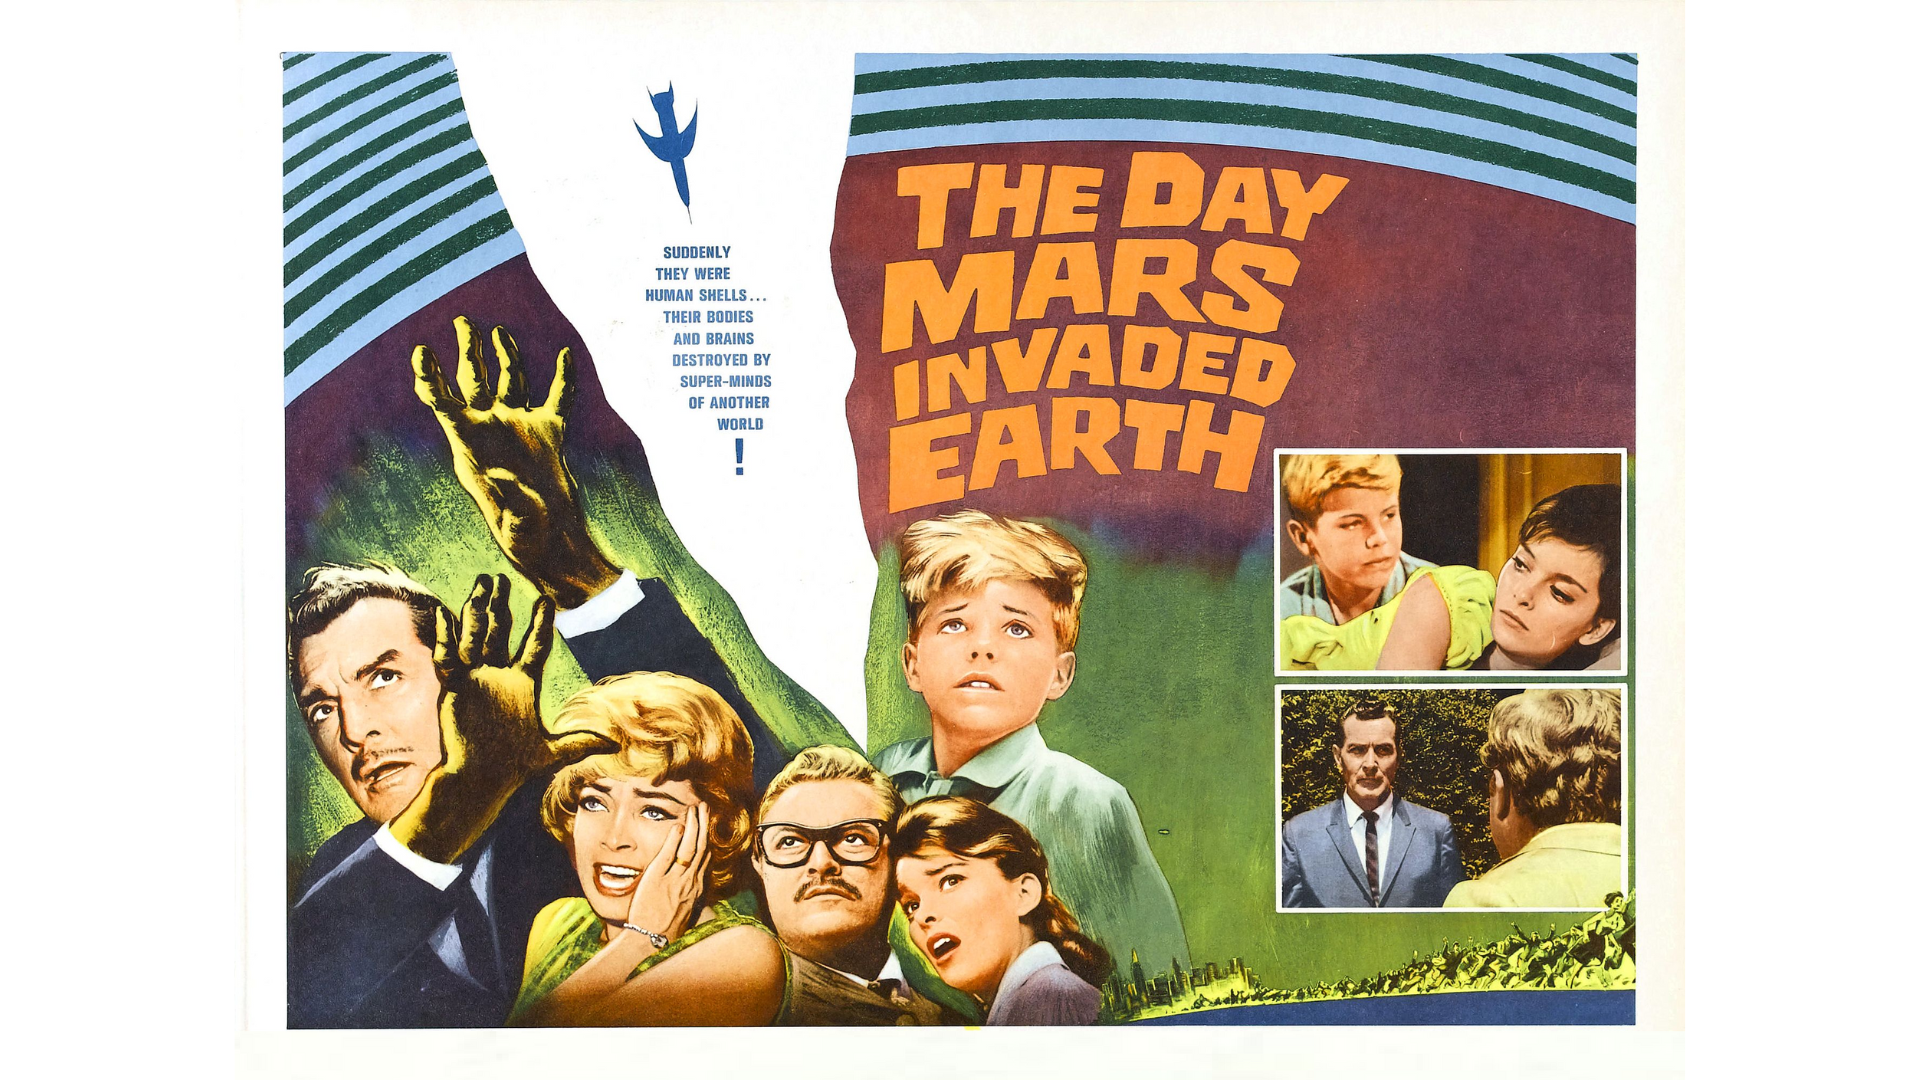 SUDDENLY
THEY WERE
HUMAN SHELLS...
THEIR BODIES
AND BRAINS
DESTROYED BY
SUPER-MINDS
OF ANOTHER
WORLD
!
THE DAY
MARS
INVADED
EARTH